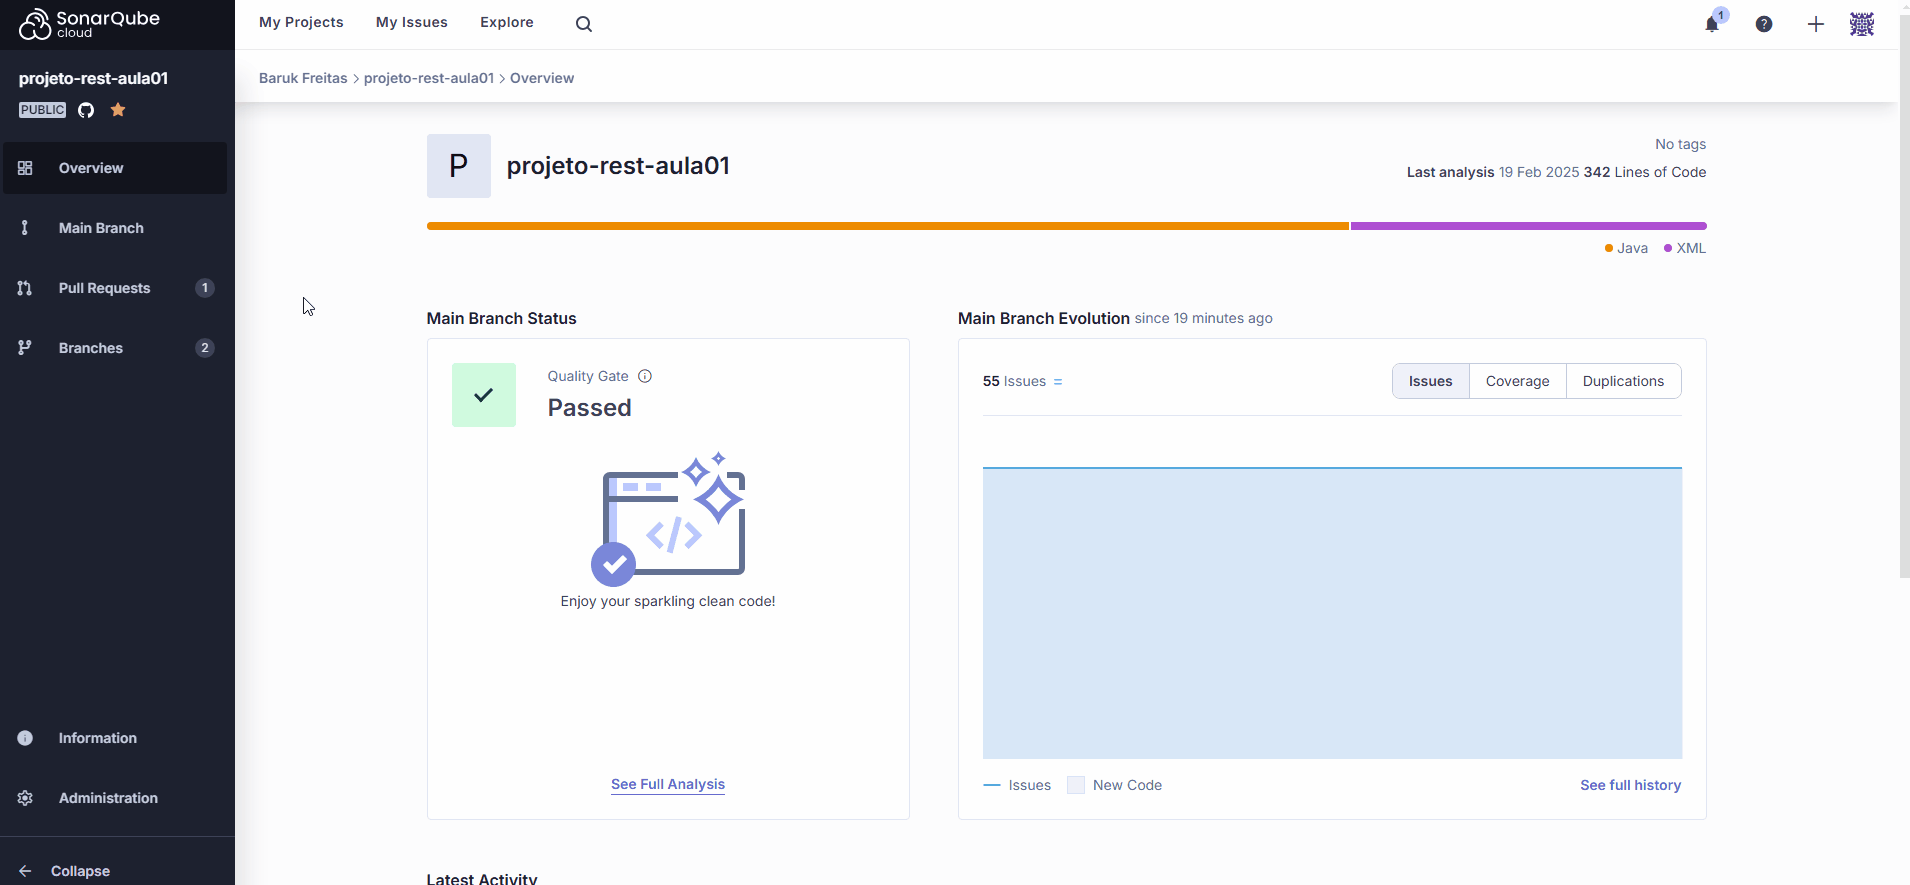 SonarQube
cloud
My Projects My Issues Explore
1
?
projeto-rest-aula01
PUBLIC
Baruk Freitas > projeto-rest-aula01 > Overview
Overview
Main Branch
Pull Requests 1
Branches 2
Information
Administration
Collapse
P
projeto-rest-aula01
No tags
Last analysis 19 Feb 2025 342 Lines of Code
Java XML
Main Branch Status
Quality Gate
Passed
</>
Enjoy your sparkling clean code!
See Full Analysis
Main Branch Evolution since 19 minutes ago
55 Issues =
Issues Coverage Duplications
Issues New Code
See full history
Latest Activity